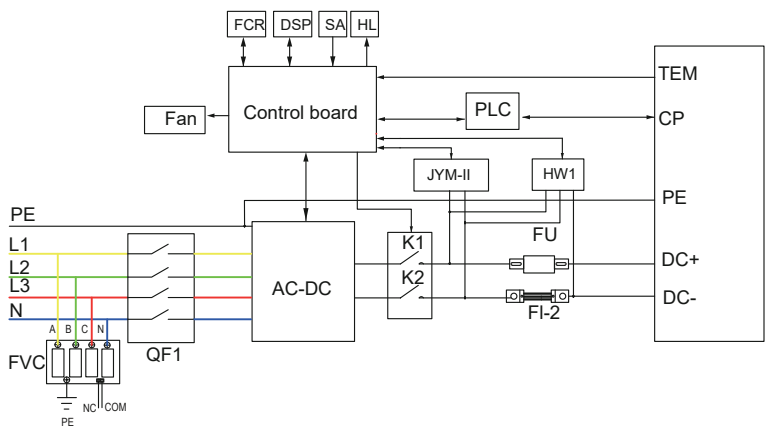 FCR DSP SA HL
TEM
Control board
PLC
Fan
CP
JYM-II
HW1
PE
PE
FU
L1
K1
DC+
L2
K2
AC-DC
L3
DC-
N
FI-2
A B C N
QF1
FVC
NC COM
PE